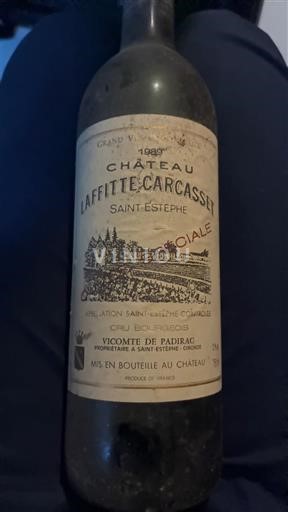 GRAND VIN
1989
CHÂTEAU
LAFFITTE-CARCASSET
SAINT-ESTÈPHE
SPÉCIALE
VINIOU
APPELLATION SAINT-ESTÈPHE CONTRÔLÉE
CRU BOURGEOIS
VICOMTE DE PADIRAC
PROPRIÉTAIRE A SAINT-ESTÈPHE - GIRONDE
MIS EN BOUTEILLE AU CHÂTEAU
PRODUCE OF FRANCE